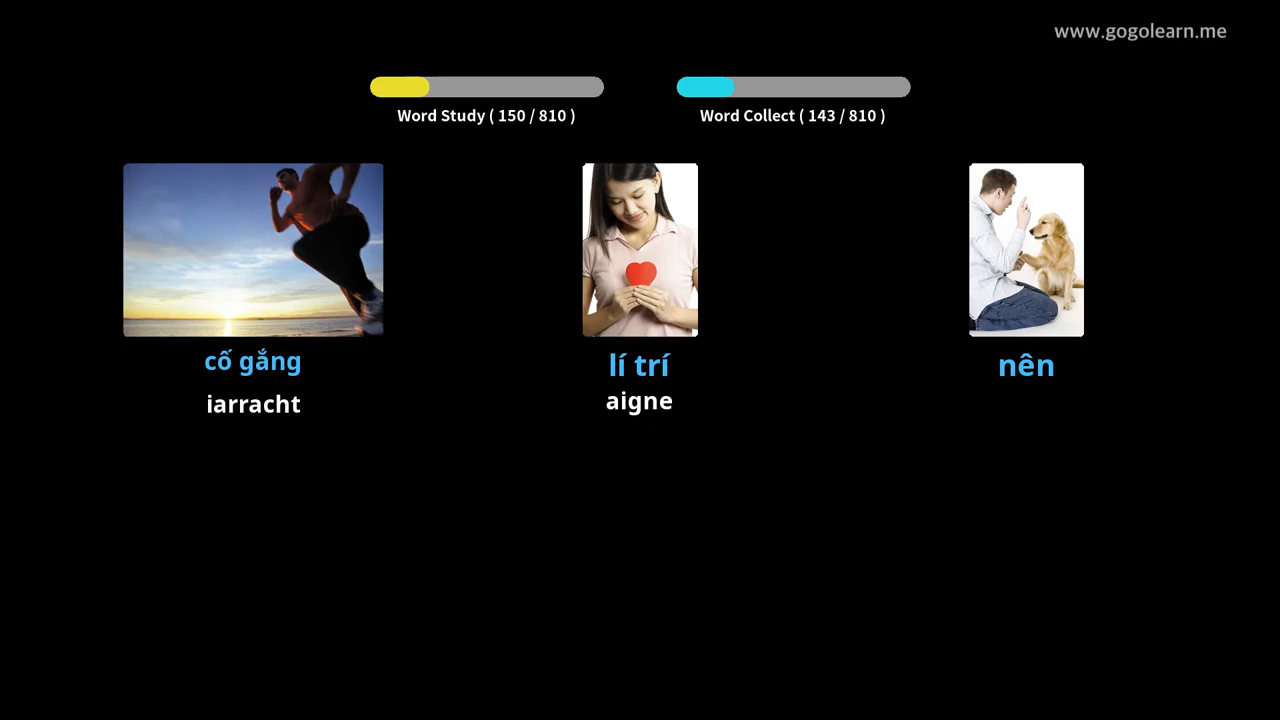 www.gogolearn.me
Word Study ( 150 / 810 )
Word Collect ( 143 / 810 )
cố gắng
iarracht
lí trí
aigne
nên